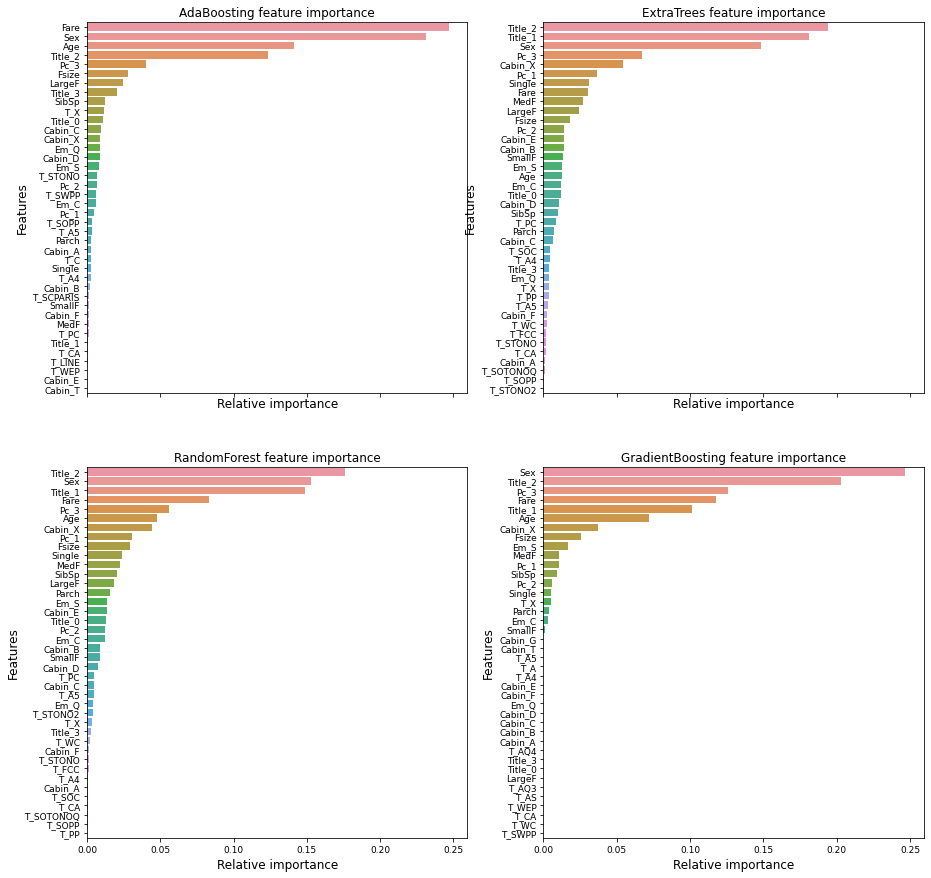 AdaBoosting feature importance
Features
Fare
Sex
Age
Title_2
Pc_3
Fsize
LargeF
Title_3
SibSp
T_X
Title_0
Cabin_C
Cabin_X
Em_Q
Cabin_D
Em_S
T_STONO
Pc_2
T_SWPP
Em_C
Pc_1
T_SOPP
T_A5
Parch
Cabin_A
T_C
Single
T_A4
Cabin_B
T_SCPARIS
SmallF
Cabin_F
MedF
T_PC
Title_1
T_CA
T_LINE
T_WEP
Cabin_E
Cabin_T
Relative importance
ExtraTrees feature importance
Features
Title_2
Title_1
Sex
Pc_3
Cabin_X
Pc_1
Single
Fare
MedF
LargeF
Fsize
Pc_2
Cabin_E
Cabin_B
SmallF
Em_S
Age
Em_C
Title_0
Cabin_D
SibSp
T_PC
Parch
Cabin_C
T_SOC
T_A4
Title_3
Em_Q
T_X
T_PP
T_A5
Cabin_F
T_WC
T_FCC
T_STONO
T_CA
Cabin_A
T_SOTONOQ
T_SOPP
T_STONO2
Relative importance
RandomForest feature importance
Features
Title_2
Sex
Title_1
Fare
Pc_3
Age
Cabin_X
Pc_1
Fsize
Single
MedF
SibSp
LargeF
Parch
Em_S
Cabin_E
Title_0
Pc_2
Em_C
Cabin_B
SmallF
Cabin_D
T_PC
Cabin_C
T_A5
Em_Q
T_STONO2
T_X
Title_3
T_WC
Cabin_F
T_STONO
T_FCC
T_A4
Cabin_A
T_SOC
T_CA
T_SOTONOQ
T_SOPP
T_PP
0.00 0.05 0.10 0.15 0.20 0.25
Relative importance
GradientBoosting feature importance
Features
Sex
Title_2
Pc_3
Fare
Title_1
Age
Cabin_X
Fsize
Em_S
MedF
Pc_1
SibSp
Pc_2
Single
T_X
Parch
Em_C
SmallF
Cabin_G
Cabin_T
T_A5
T_A
T_A4
Cabin_E
Cabin_F
Em_Q
Cabin_D
Cabin_C
Cabin_B
Cabin_A
T_AQ4
Title_3
Title_0
LargeF
T_AQ3
T_AS
T_WEP
T_CA
T_WC
T_SWPP
0.00 0.05 0.10 0.15 0.20 0.25
Relative importance